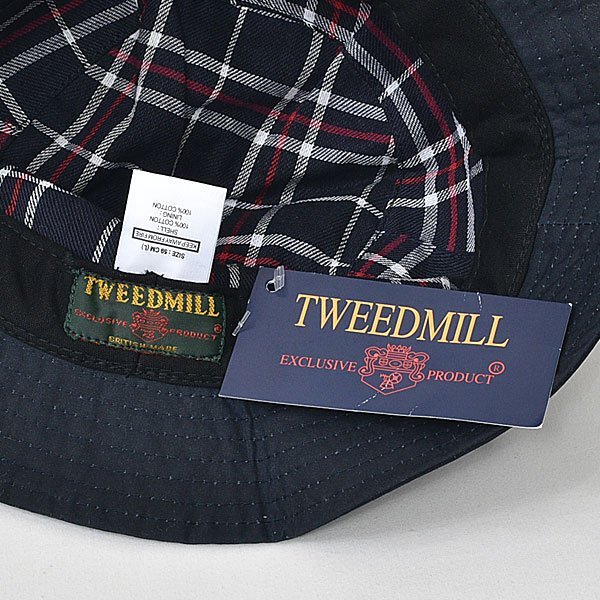 SIZE : 59 CM (L)
KEEP AWAY FROM FIRE
SHELL :
100% COTTON
LINING :
100% COTTON
TWEEDMILL
EXCLUSIVE PRODUCT ®
BRITISH MADE
TWEEDMILL
EXCLUSIVE PRODUCT ®